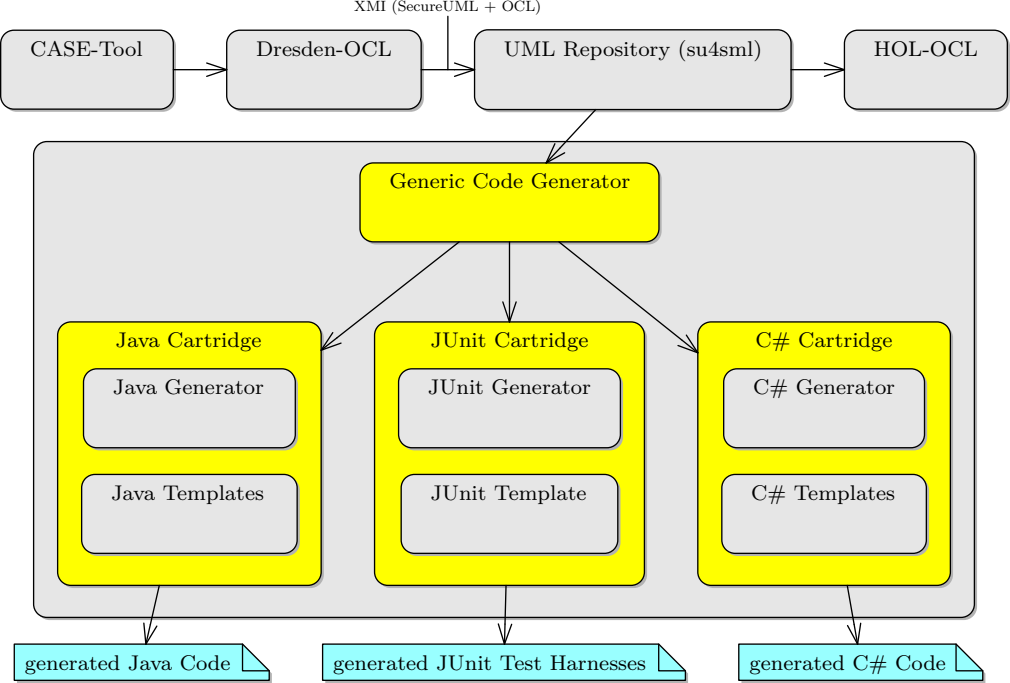 XMI (SecureUML + OCL)
CASE-Tool
Dresden-OCL
UML Repository (su4sml)
HOL-OCL
Generic Code Generator
Java Cartridge
JUnit Cartridge
C# Cartridge
Java Generator
JUnit Generator
C# Generator
Java Templates
JUnit Template
C# Templates
generated Java Code
generated JUnit Test Harnesses
generated C# Code